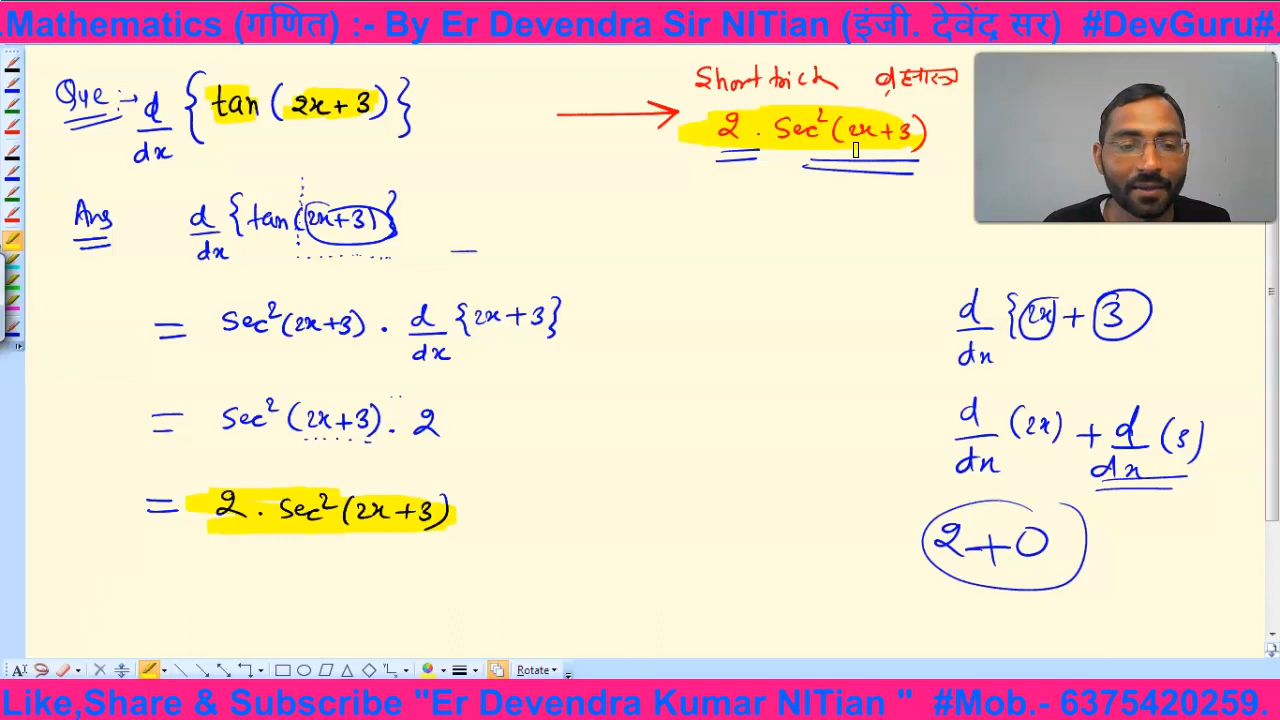 .Mathematics (गणित) :- By Er Devendra Sir NITian (इंजी. देवेंद्र सर) #DevGuru#.
Que :→ d/dx {tan (2x+3)}
Short trick ब्रह्मास्त्र
2 . Sec²(2x+3)
Ans d/dx {tan (2x+3)}
= Sec²(2x+3) . d/dx {2x+3}
= Sec²(2x+3) . 2
= 2 . Sec²(2x+3)
d/dx {2x + 3
d/dx (2x) + d/dx (3)
2+0
Rotate
Like,Share & Subscribe "Er Devendra Kumar NITian " #Mob.- 6375420259.